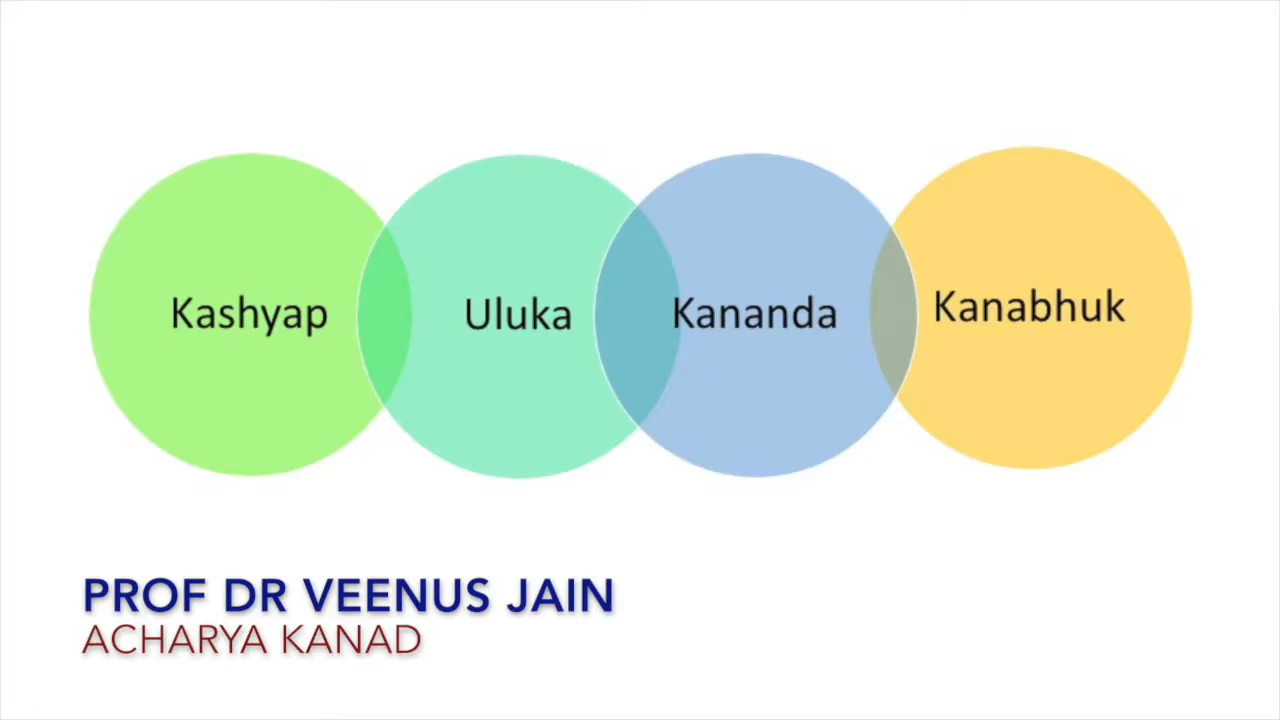 Kashyap
Uluka
Kananda
Kanabhuk
PROF DR VEENUS JAIN
ACHARYA KANAD